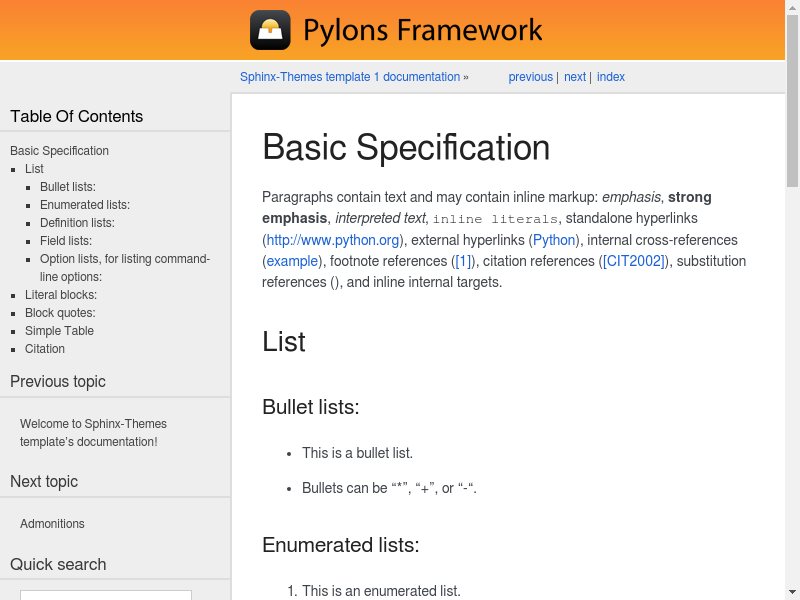 Pylons Framework
Sphinx-Themes template 1 documentation »
previous | next | index
Table Of Contents
Basic Specification
List
Bullet lists:
Enumerated lists:
Definition lists:
Field lists:
Option lists, for listing command-
line options:
Literal blocks:
Block quotes:
Simple Table
Citation
Previous topic
Welcome to Sphinx-Themes
template's documentation!
Next topic
Admonitions
Quick search
Basic Specification
Paragraphs contain text and may contain inline markup: emphasis, strong
emphasis, interpreted text, inline literals, standalone hyperlinks
(http://www.python.org), external hyperlinks (Python), internal cross-references
(example), footnote references ([1]), citation references ([CIT2002]), substitution
references (), and inline internal targets.
List
Bullet lists:
• This is a bullet list.
• Bullets can be “*”, “+”, or “-“.
Enumerated lists:
1. This is an enumerated list.